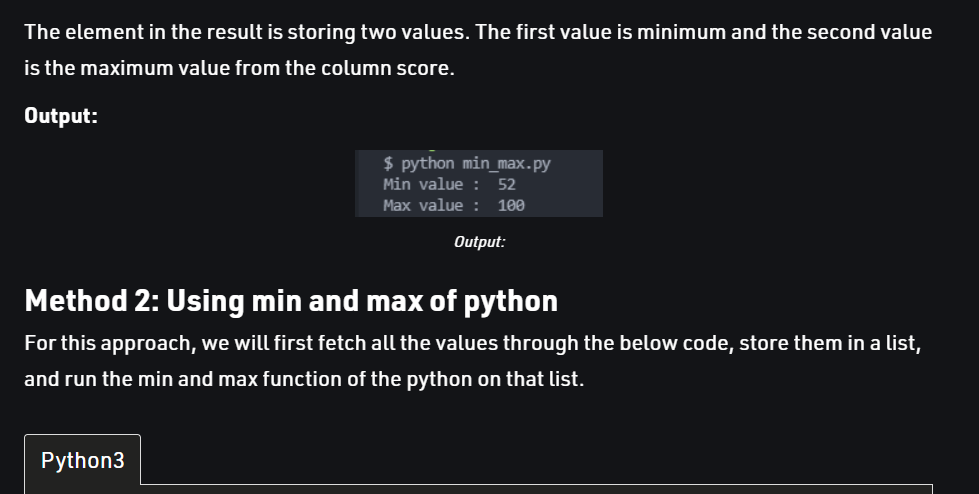 The element in the result is storing two values. The first value is minimum and the second value
is the maximum value from the column score.
Output:
$ python min_max.py
Min value :  52
Max value :  100
Output:
Method 2: Using min and max of python
For this approach, we will first fetch all the values through the below code, store them in a list,
and run the min and max function of the python on that list.
Python3